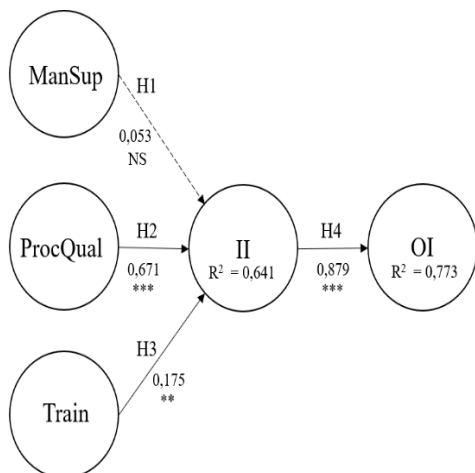 ManSup
H1
0,053
NS
ProcQual
H2
0,671
***
II
R² = 0,641
H4
0,879
***
OI
R² = 0,773
H3
0,175
**
Train